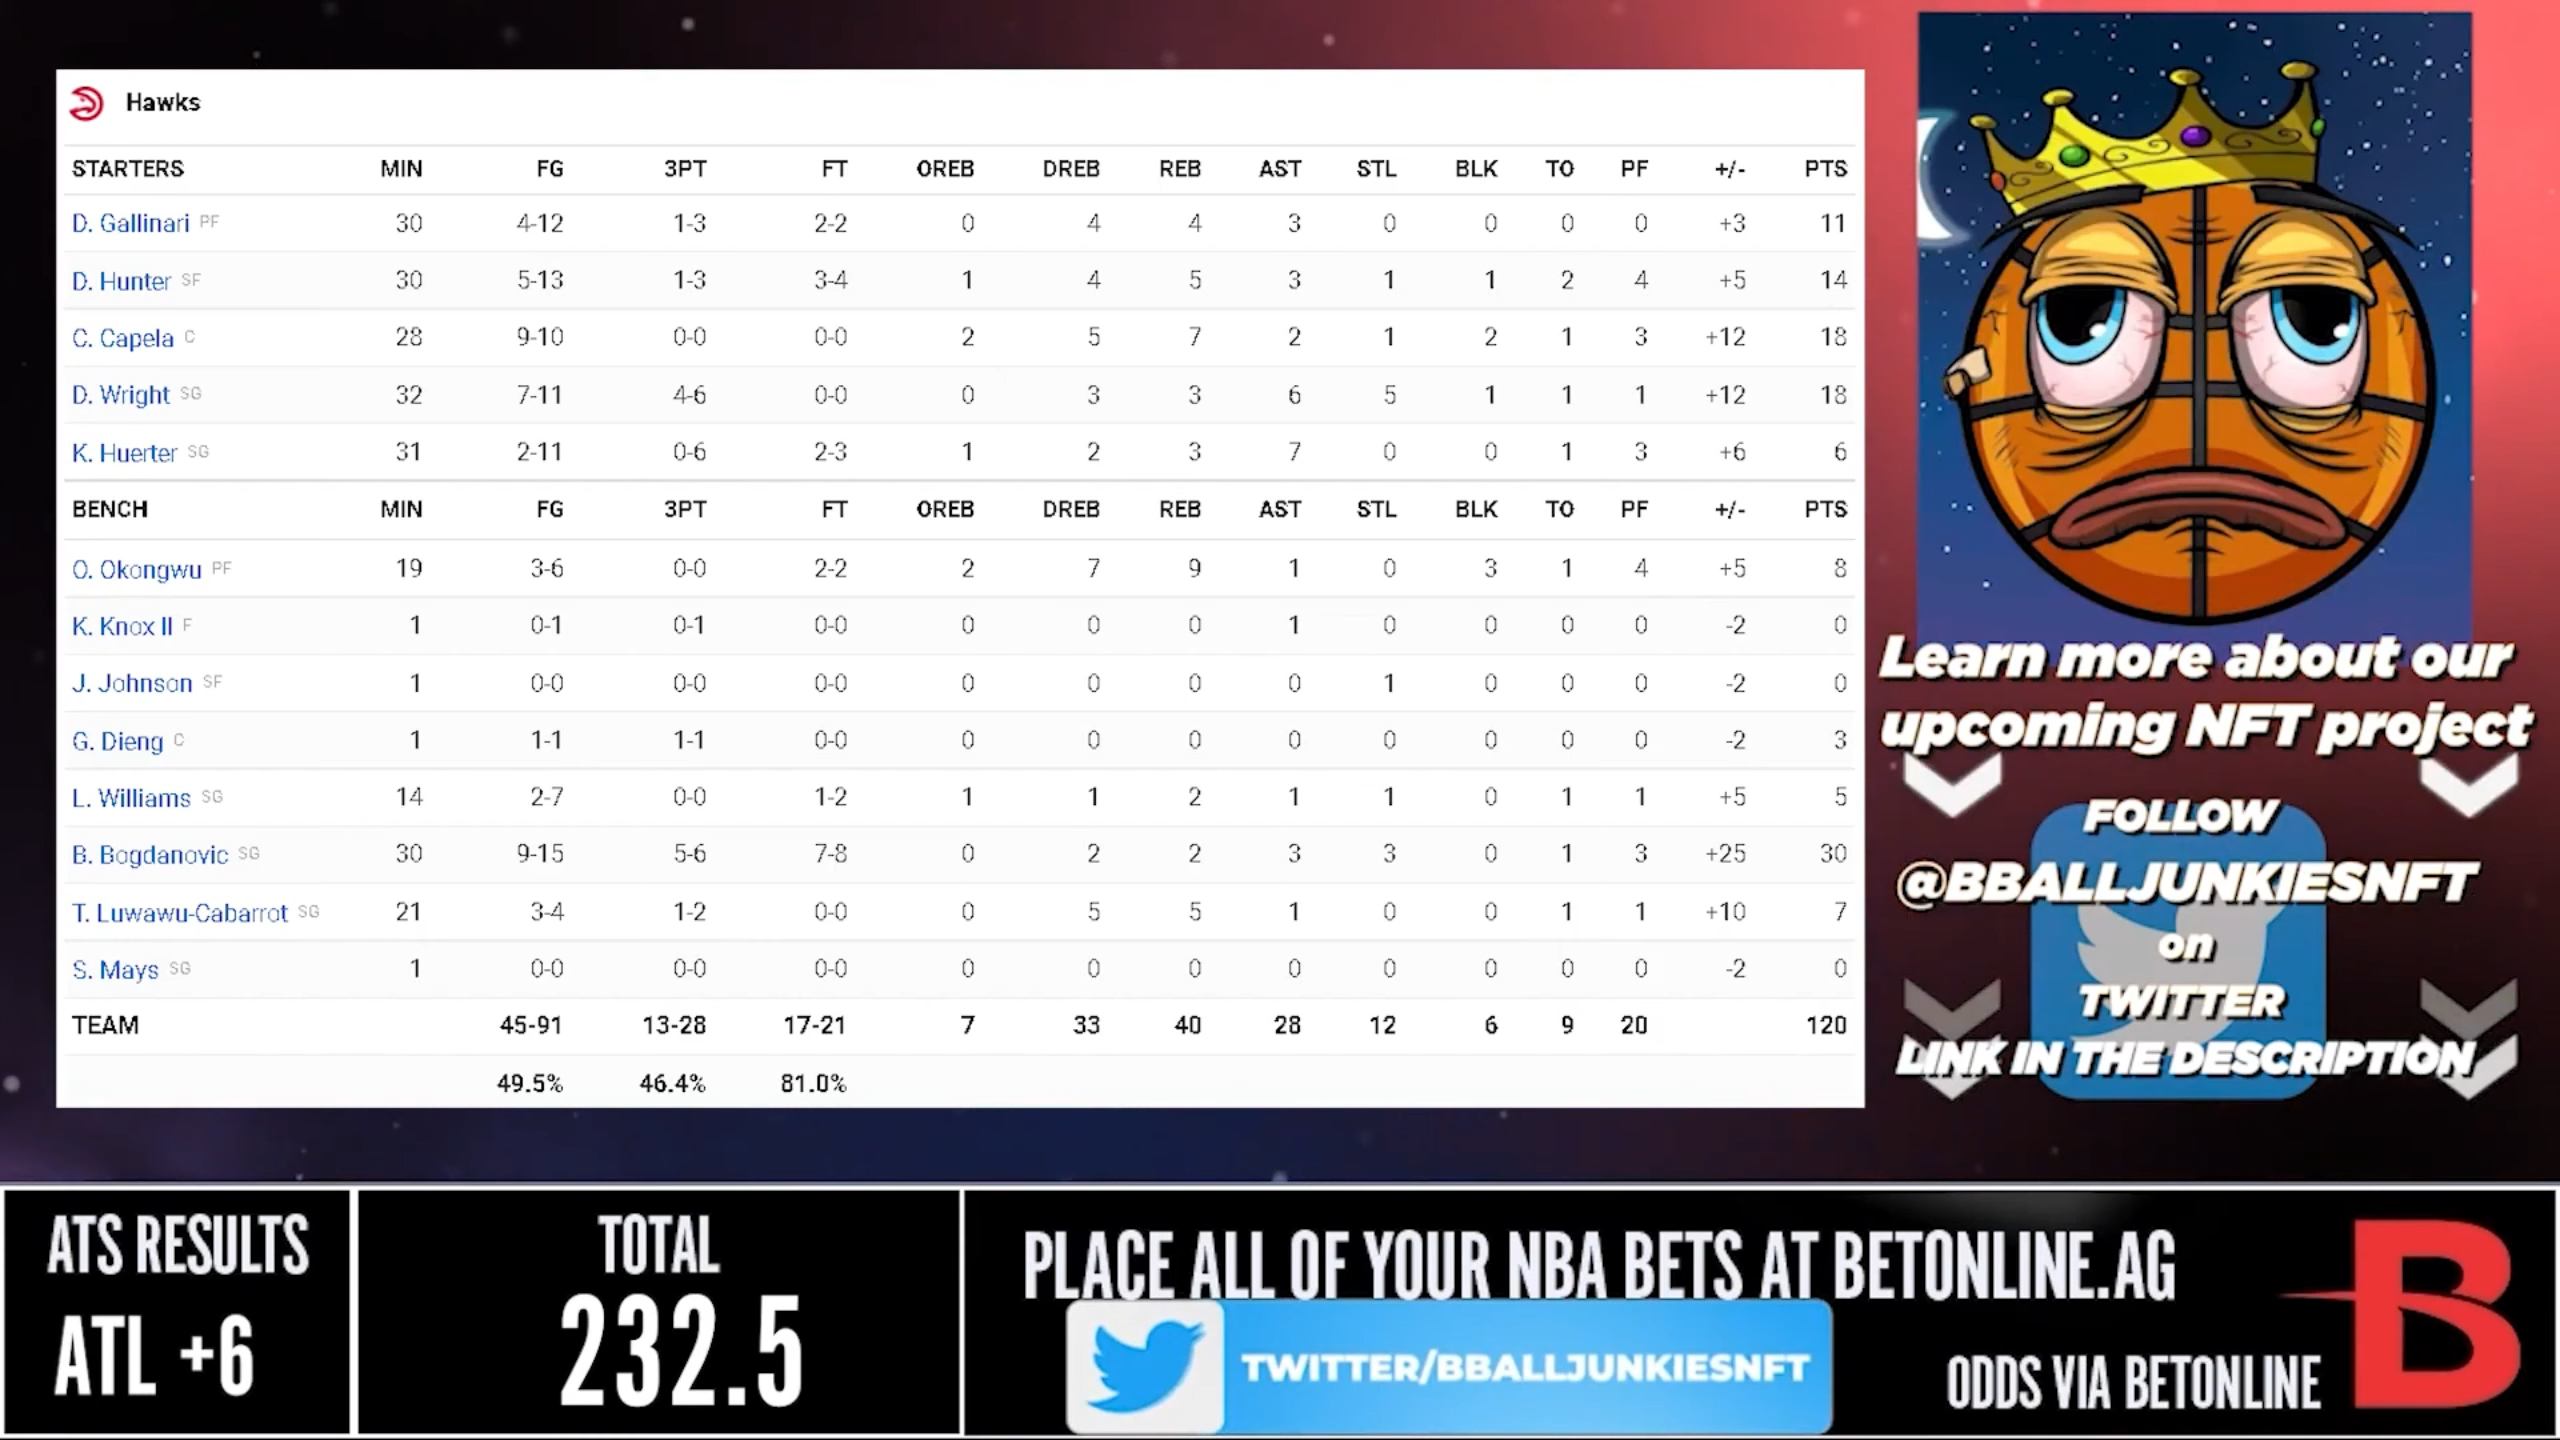 Hawks
STARTERS MIN FG 3PT FT OREB DREB REB AST STL BLK TO PF +/- PTS
D. Gallinari PF 30 4-12 1-3 2-2 0 4 4 3 0 0 0 0 +3 11
D. Hunter SF 30 5-13 1-3 3-4 1 4 5 3 1 1 2 4 +5 14
C. Capela C 28 9-10 0-0 0-0 2 5 7 2 1 2 1 3 +12 18
D. Wright SG 32 7-11 4-6 0-0 0 3 3 6 5 1 1 1 +12 18
K. Huerter SG 31 2-11 0-6 2-3 1 2 3 7 0 0 1 3 +6 6
BENCH MIN FG 3PT FT OREB DREB REB AST STL BLK TO PF +/- PTS
O. Okongwu PF 19 3-6 0-0 2-2 2 7 9 1 0 3 1 4 +5 8
K. Knox II F 1 0-1 0-1 0-0 0 0 0 1 0 0 0 0 -2 0
J. Johnson SF 1 0-0 0-0 0-0 0 0 0 0 1 0 0 0 -2 0
G. Dieng C 1 1-1 1-1 0-0 0 0 0 0 0 0 0 0 -2 3
L. Williams SG 14 2-7 0-0 1-2 1 1 2 1 1 0 1 1 +5 5
B. Bogdanovic SG 30 9-15 5-6 7-8 0 2 2 3 3 0 1 3 +25 30
T. Luwawu-Cabarrot SG 21 3-4 1-2 0-0 0 5 5 1 0 0 1 1 +10 7
S. Mays SG 1 0-0 0-0 0-0 0 0 0 0 0 0 0 0 -2 0
TEAM 45-91 13-28 17-21 7 33 40 28 12 6 9 20 120
49.5% 46.4% 81.0%
Learn more about our
upcoming NFT project
FOLLOW
@BBALLJUNKIESNFT
on
TWITTER
LINK IN THE DESCRIPTION
ATS RESULTS
ATL +6
TOTAL
232.5
PLACE ALL OF YOUR NBA BETS AT BETONLINE.AG
TWITTER/BBALLJUNKIESNFT
ODDS VIA BETONLINE
B